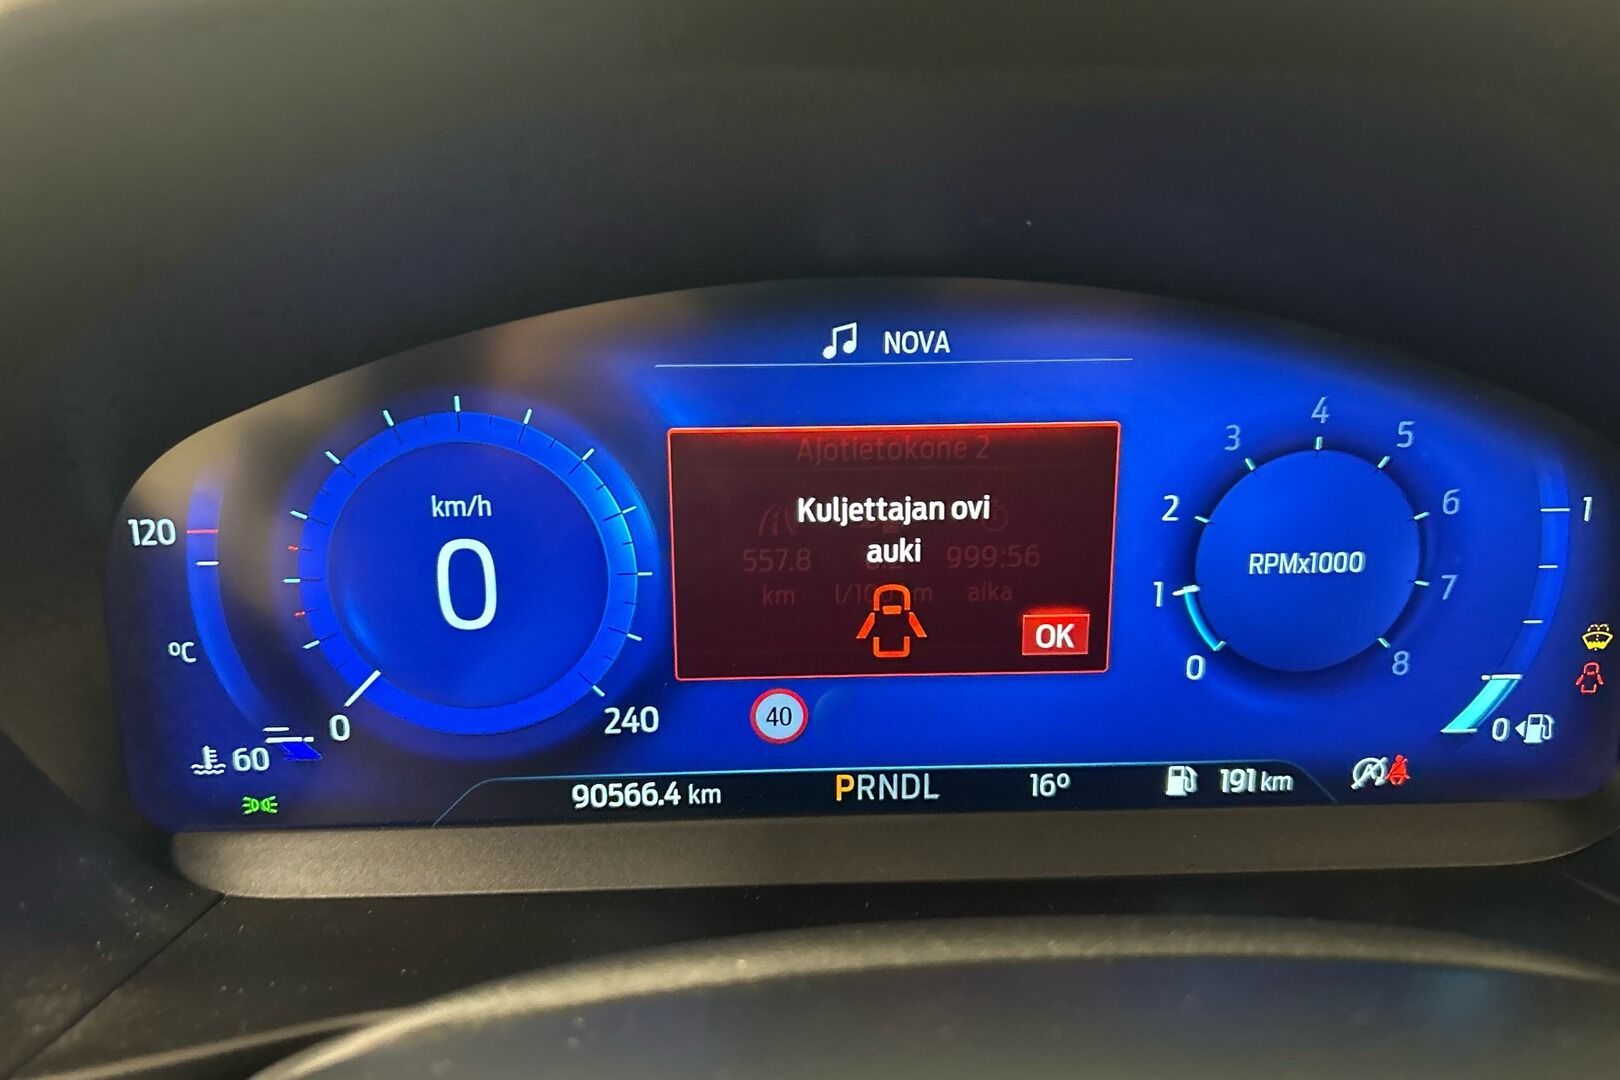 NOVA
Ajotietokone 2
Kuljettajan ovi
auki
557.8
999:56
km
aika
OK
km/h
0
120
°C
60
0
240
40
RPMx1000
0
1
2
3
4
5
6
7
8
1
0
90566.4 km
PRNDL
16°
191 km